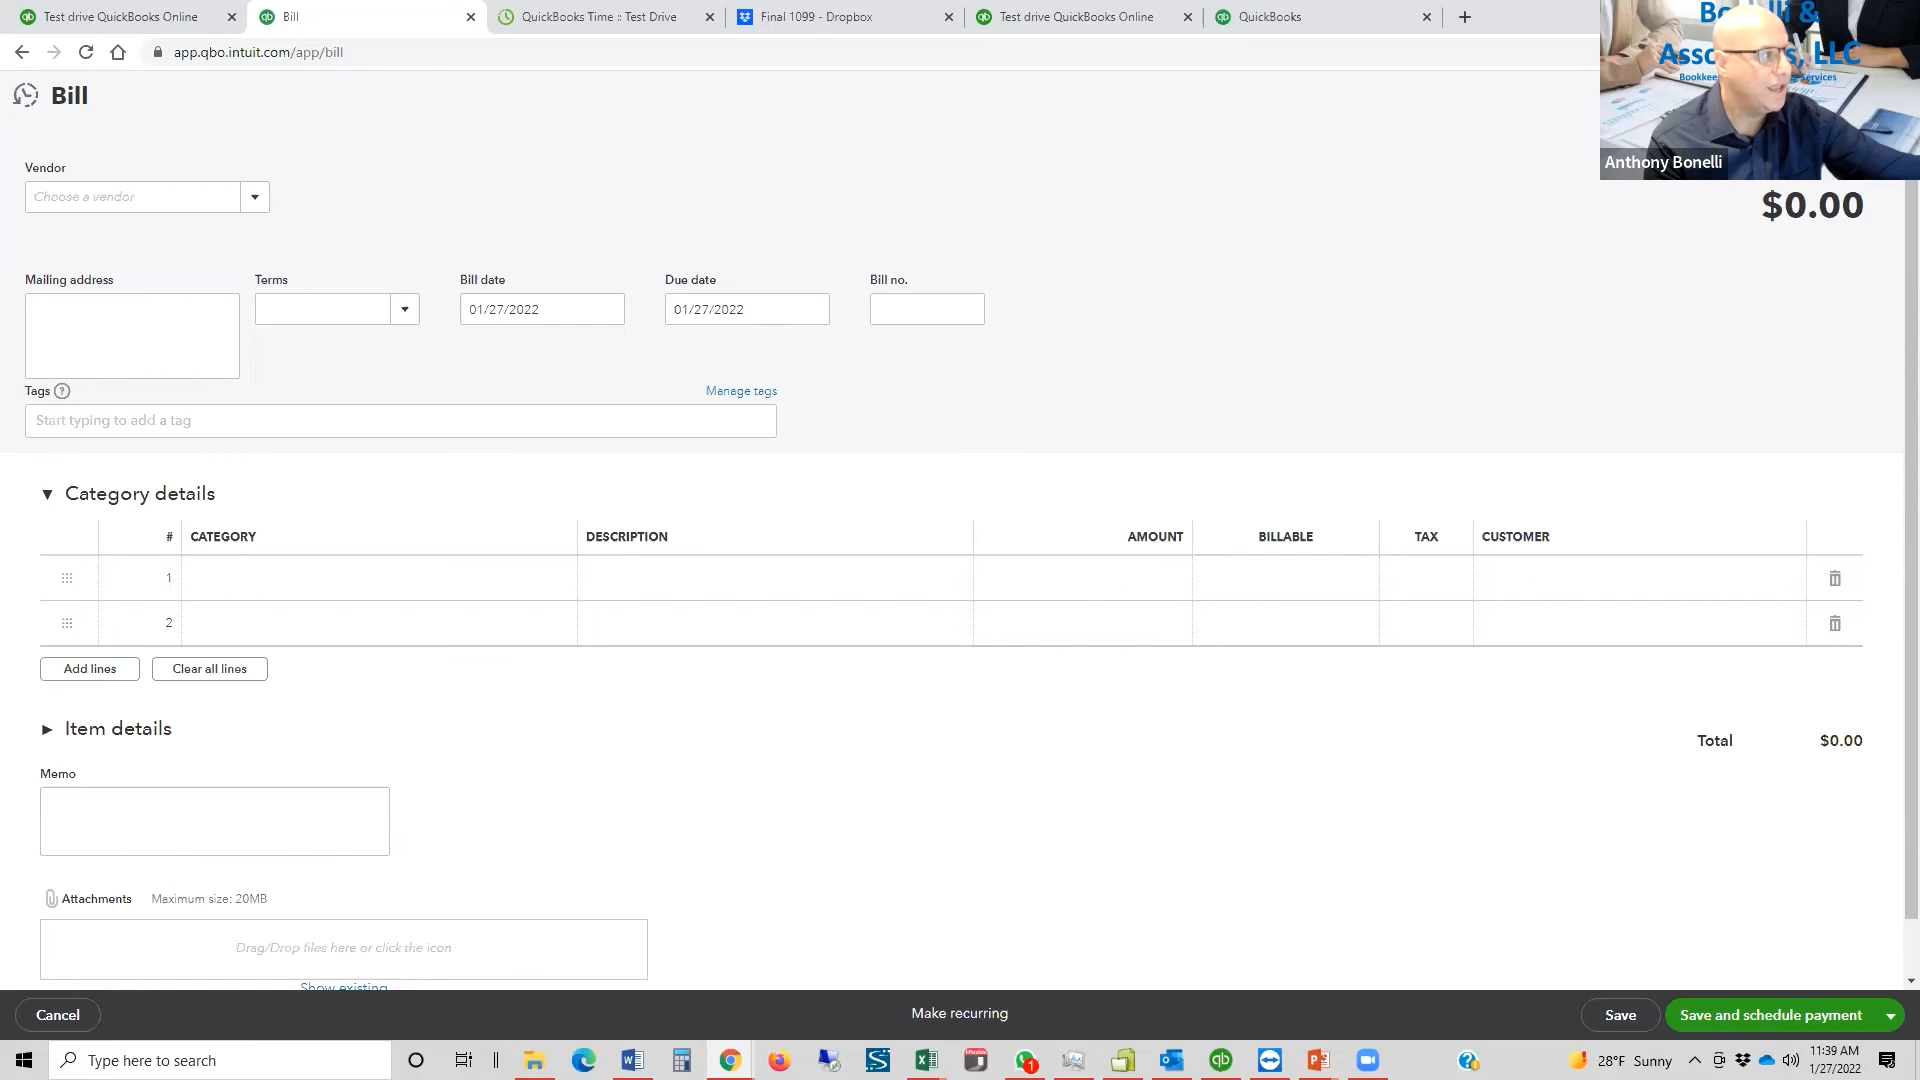 Test drive QuickBooks Online
Bill
QuickBooks Time :: Test Drive
Final 1099 - Dropbox
Test drive QuickBooks Online
QuickBooks
app.qbo.intuit.com/app/bill
Anthony Bonelli
Bill
$0.00
Vendor
Choose a vendor
Mailing address
Terms
Bill date
Due date
Bill no.
01/27/2022
01/27/2022
Tags ?
Manage tags
Start typing to add a tag
Category details
# CATEGORY DESCRIPTION AMOUNT BILLABLE TAX CUSTOMER
1
2
Add lines
Clear all lines
Item details
Total $0.00
Memo
Attachments Maximum size: 20MB
Drag/Drop files here or click the icon
Show existing
Cancel
Make recurring
Save
Save and schedule payment
Type here to search
28°F Sunny
11:39 AM
1/27/2022